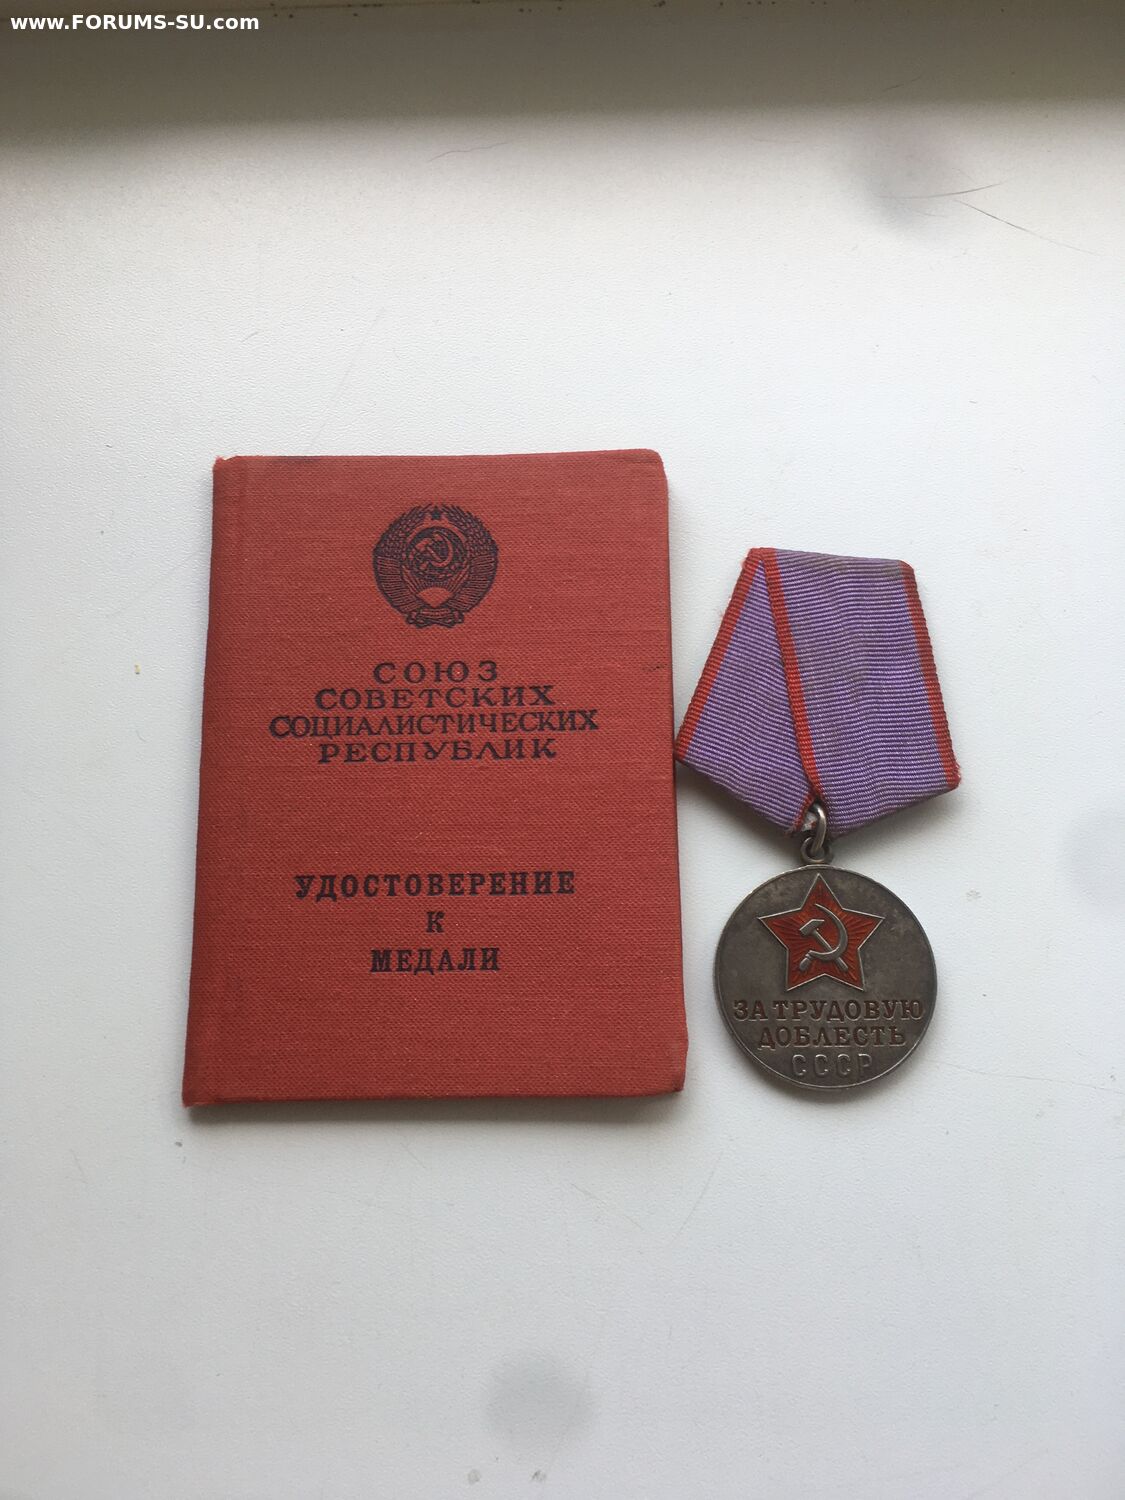 www.FORUMS-SU.com
СОЮЗ
СОВЕТСКИХ
СОЦИАЛИСТИЧЕСКИХ
РЕСПУБЛИК
УДОСТОВЕРЕНИЕ
К
МЕДАЛИ
ЗА ТРУДОВУЮ
ДОБЛЕСТЬ
СССР